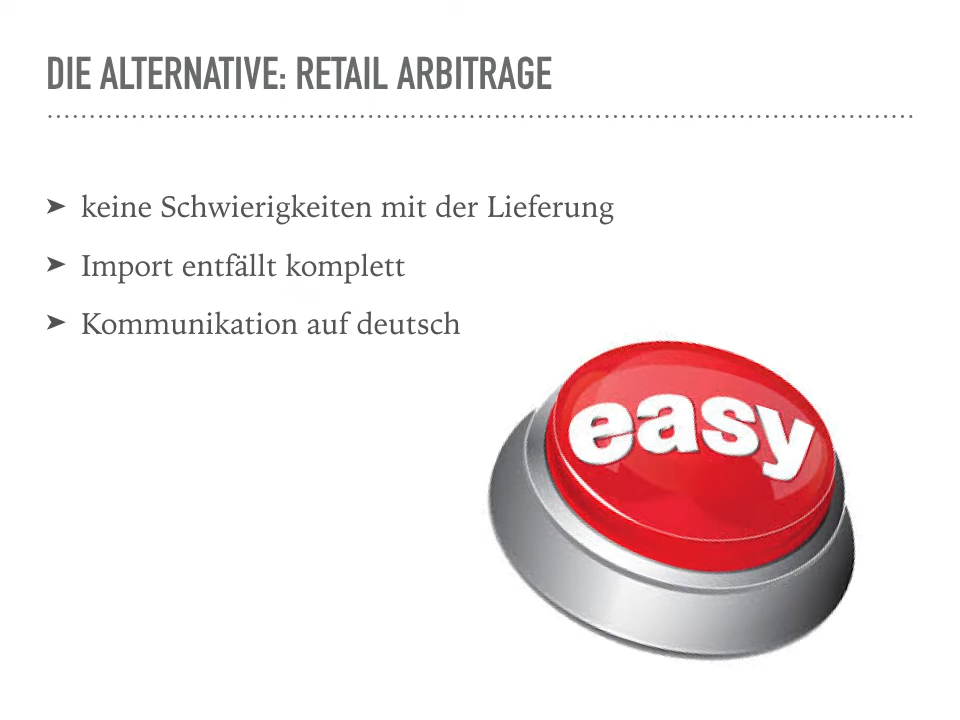 DIE ALTERNATIVE: RETAIL ARBITRAGE
➤ keine Schwierigkeiten mit der Lieferung
➤ Import entfällt komplett
➤ Kommunikation auf deutsch
easy